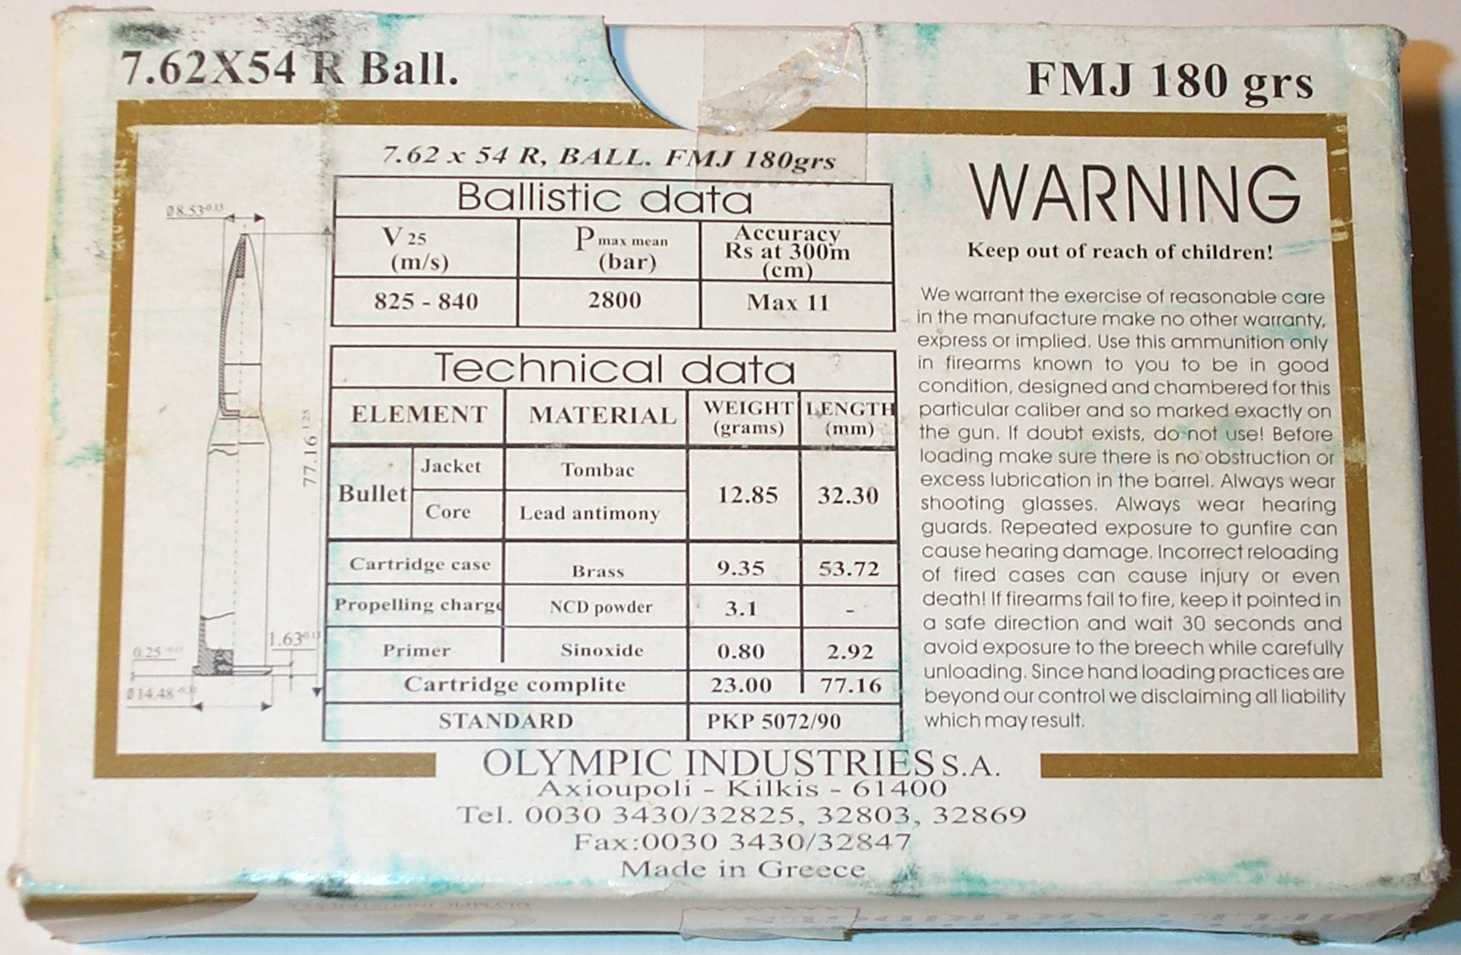 7.62X54 R Ball.
FMJ 180 grs
7.62 x 54 R, BALL. FMJ 180grs
Ballistic data
V 25 (m/s)
P max mean (bar)
Accuracy Rs at 300m (cm)
825 - 840
2800
Max 11
Technical data
ELEMENT
MATERIAL
WEIGHT (grams)
LENGTH (mm)
Bullet
Jacket
Tombac
Core
Lead antimony
12.85
32.30
Cartridge case
Brass
9.35
53.72
Propelling charge
NCD powder
3.1
-
Primer
Sinoxide
0.80
2.92
Cartridge complite
23.00
77.16
STANDARD
PKP 5072/90
Ø8.53
77.16
1.63
0.25
Ø14.48
WARNING
Keep out of reach of children!
We warrant the exercise of reasonable care
in the manufacture make no other warranty,
express or implied. Use this ammunition only
in firearms known to you to be in good
condition, designed and chambered for this
particular caliber and so marked exactly on
the gun. If doubt exists, do not use! Before
loading make sure there is no obstruction or
excess lubrication in the barrel. Always wear
shooting glasses. Always wear hearing
guards. Repeated exposure to gunfire can
cause hearing damage. Incorrect reloading
of fired cases can cause injury or even
death! If firearms fail to fire, keep it pointed in
a safe direction and wait 30 seconds and
avoid exposure to the breech while carefully
unloading. Since hand loading practices are
beyond our control we disclaiming all liability
which may result.
OLYMPIC INDUSTRIES S.A.
Axioupoli - Kilkis - 61400
Tel. 0030 3430/32825, 32803, 32869
Fax:0030 3430/32847
Made in Greece